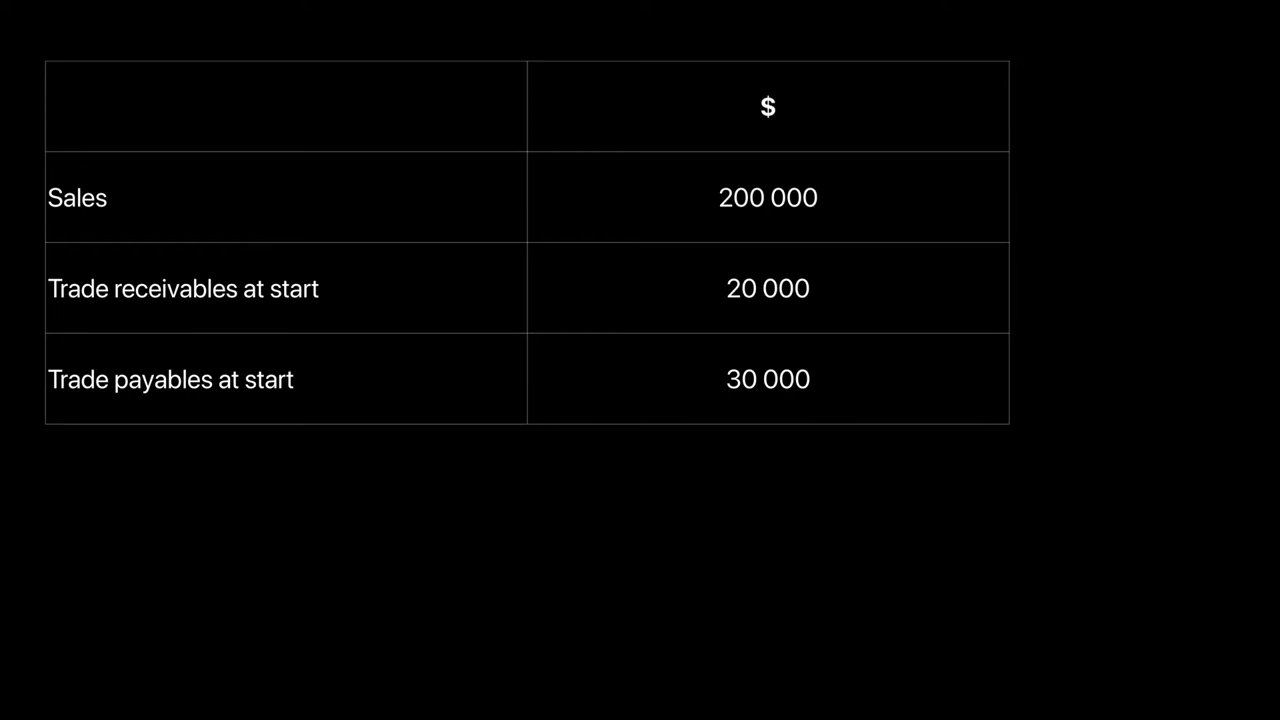 $
Sales 200 000
Trade receivables at start 20 000
Trade payables at start 30 000